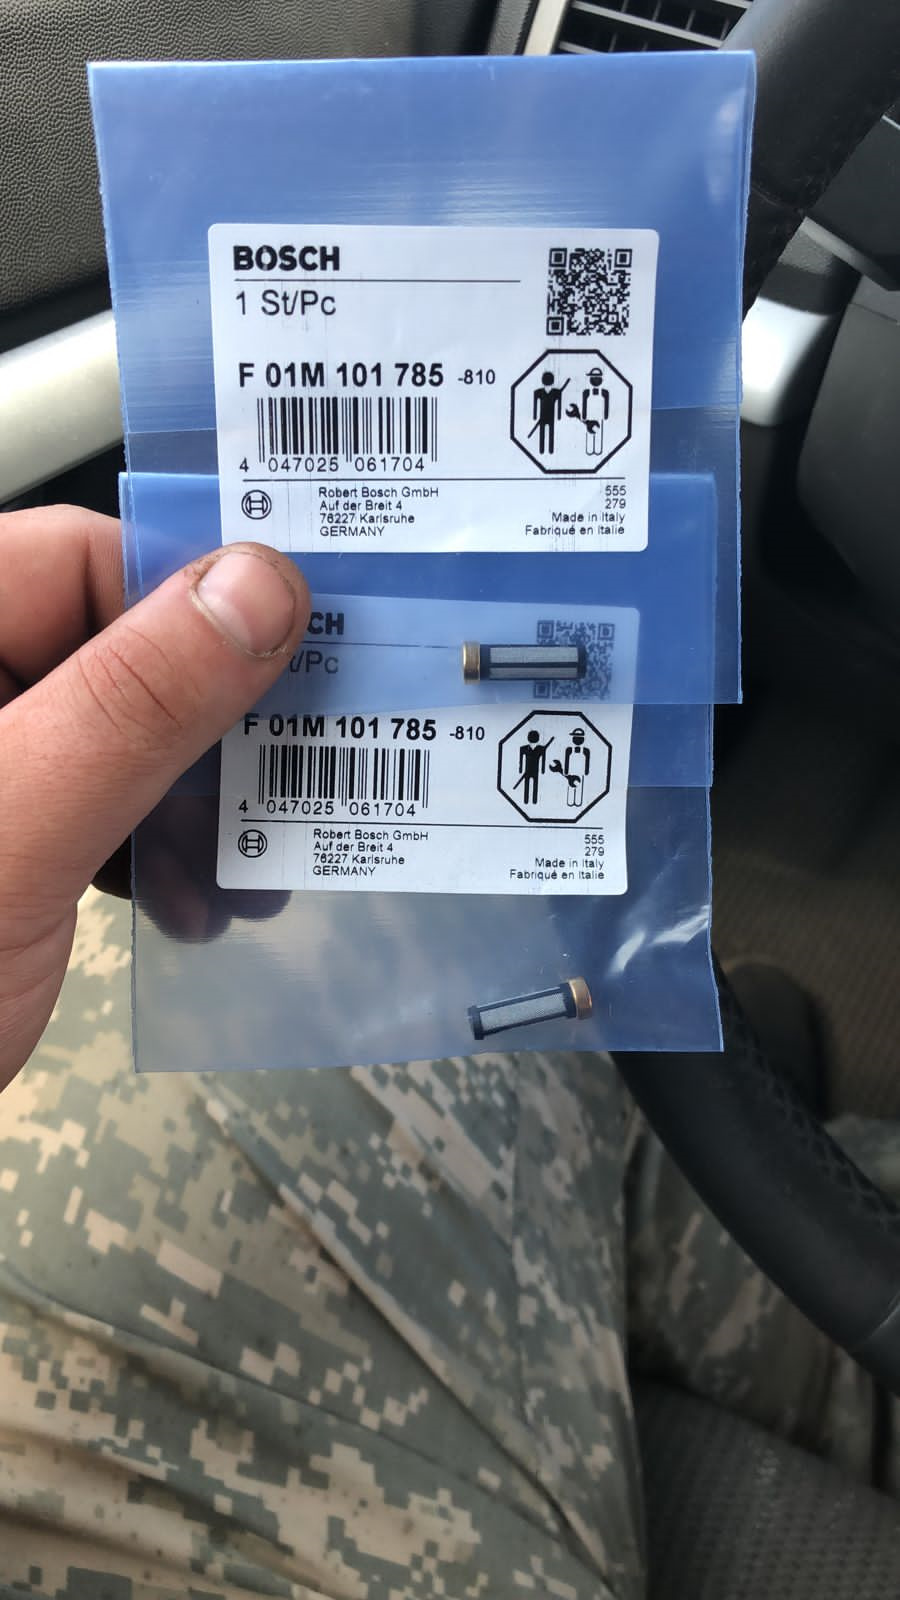 BOSCH
1 St/Pc
F 01M 101 785 -810
4 047025 061704
Robert Bosch GmbH
Auf der Breit 4
76227 Karlsruhe
GERMANY
555
279
Made in Italy
Fabriqué en Italie
CH
t/Pc
F 01M 101 785 -810
4 047025 061704
Robert Bosch GmbH
Auf der Breit 4
76227 Karlsruhe
GERMANY
555
279
Made in Italy
Fabriqué en Italie